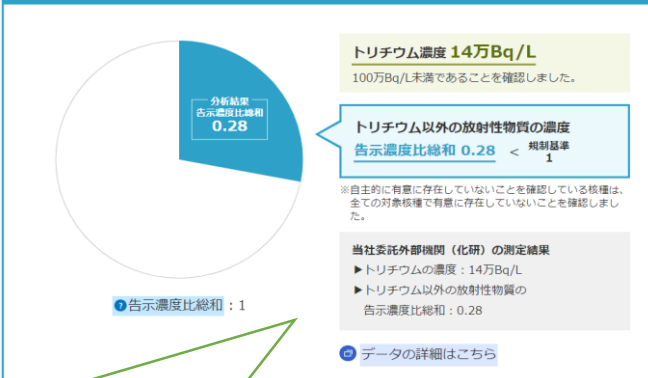 トリチウム濃度 14万Bq/L
100万Bq/L未満であることを確認しました。
分析結果
告示濃度比総和
0.28
トリチウム以外の放射性物質の濃度
告示濃度比総和 0.28 < 規制基準
1
※自主的に有意に存在していないことを確認している核種は、
全ての対象核種で有意に存在していないことを確認しまし
た。
当社委託外部機関（化研）の測定結果
▶トリチウムの濃度：14万Bq/L
▶トリチウム以外の放射性物質の
告示濃度比総和：0.28
?告示濃度比総和：1
データの詳細はこちら